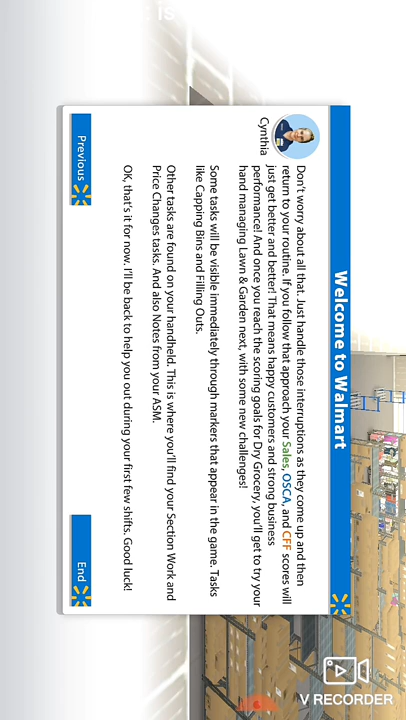 Welcome to Walmart
Cynthia
Don't worry about all that. Just handle those interruptions as they come up and then
return to your routine. If you follow that approach your Sales, OSCA, and CFF scores will
just get better and better! That means happy customers and strong business
performance! And once you reach the scoring goals for Dry Grocery, you'll get to try your
hand managing Lawn & Garden next, with some new challenges!
Some tasks will be visible immediately through markers that appear in the game. Tasks
like Capping Bins and Filling Outs.
Other tasks are found on your handheld. This is where you'll find your Section Work and
Price Changes tasks. And also Notes from your ASM.
OK, that's it for now. I'll be back to help you out during your first few shifts. Good luck!
Previous
End
V RECORDER